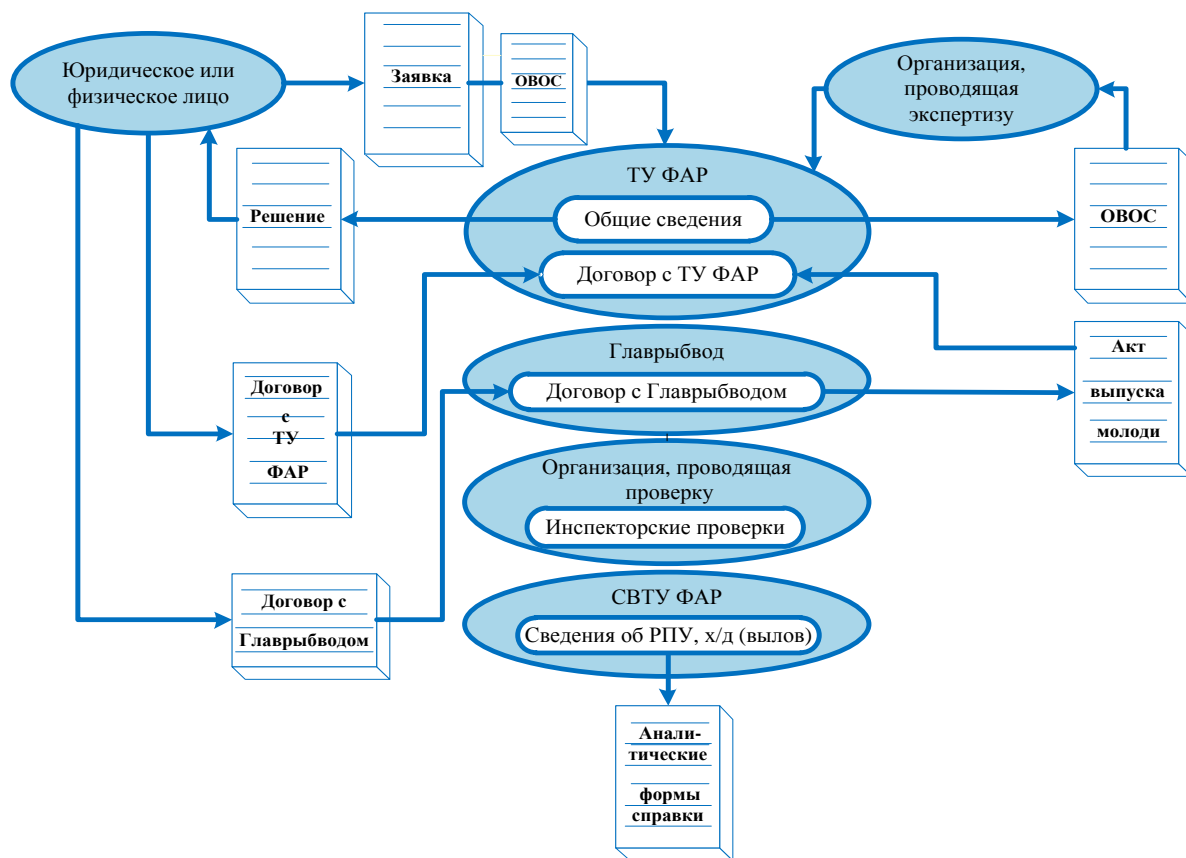 Юридическое или
физическое лицо
Заявка
ОВОС
Организация,
проводящая
экспертизу
ТУ ФАР
Решение
Общие сведения
ОВОС
Договор с ТУ ФАР
Главрыбвод
Договор с Главрыбводом
Акт
выпуска
молоди
Договор
с
ТУ
ФАР
Организация, проводящая
проверку
Инспекторские проверки
СВТУ ФАР
Сведения об РПУ, х/д (вылов)
Договор с
Главрыбводом
Анали-
тические
формы
справки